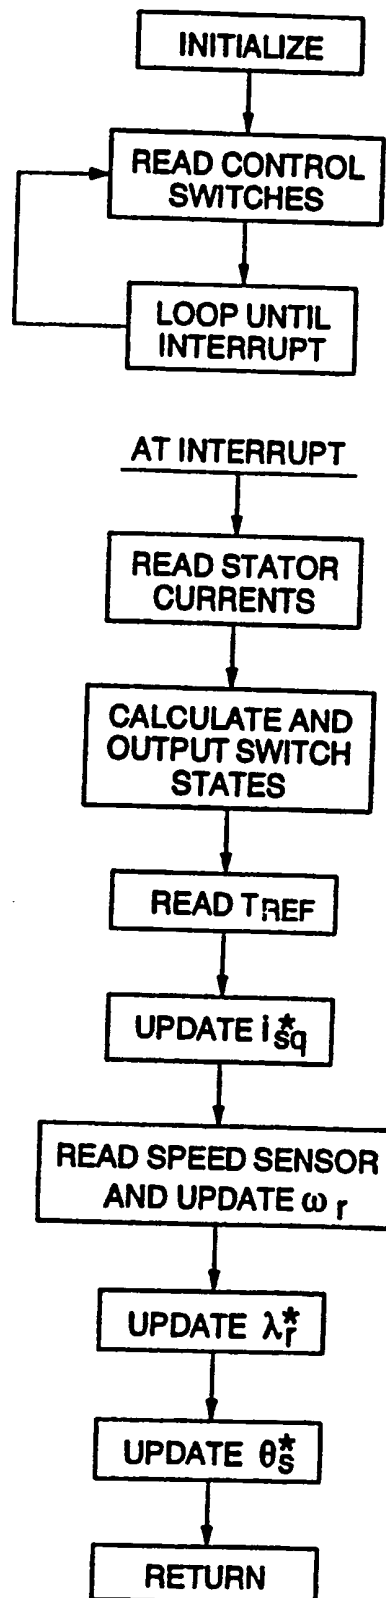 INITIALIZE
READ CONTROL
SWITCHES
LOOP UNTIL
INTERRUPT
AT INTERRUPT
READ STATOR
CURRENTS
CALCULATE AND
OUTPUT SWITCH
STATES
READ TREF
UPDATE i*sq
READ SPEED SENSOR
AND UPDATE ωr
UPDATE λ*r
UPDATE θ*s
RETURN